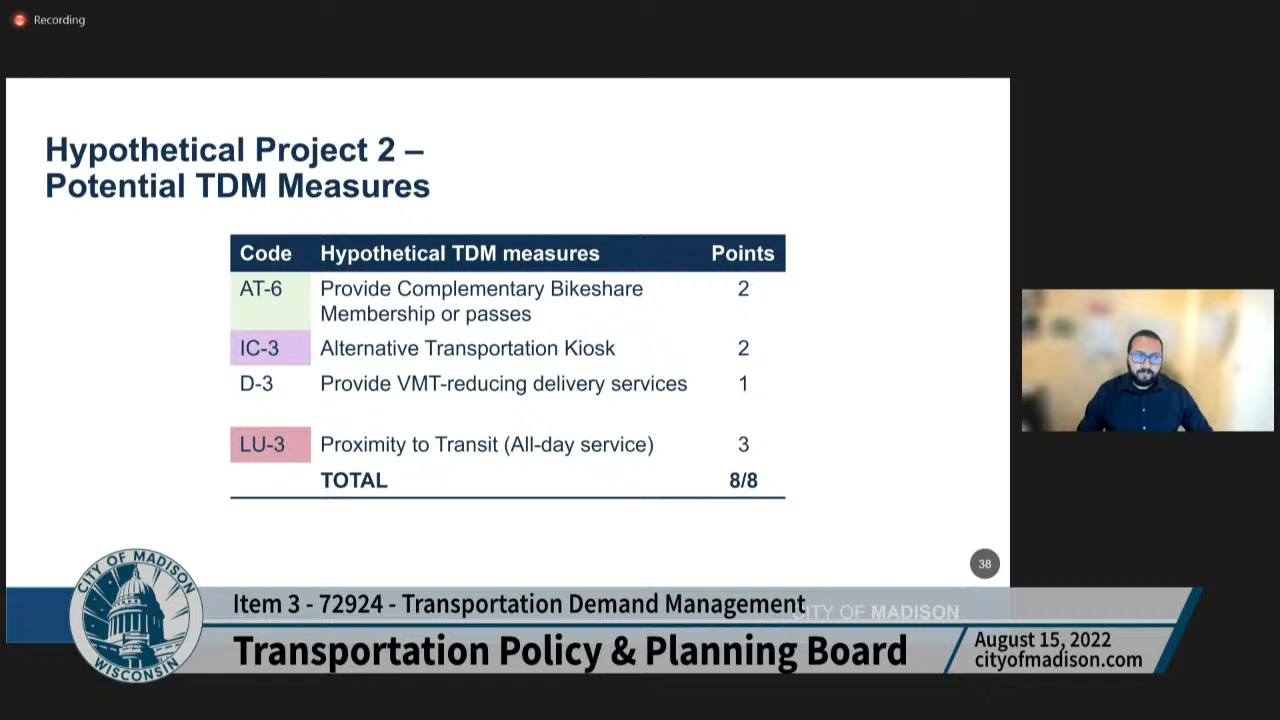 Recording
Hypothetical Project 2 –
Potential TDM Measures
Code Hypothetical TDM measures Points
AT-6 Provide Complementary Bikeshare 2
Membership or passes
IC-3 Alternative Transportation Kiosk 2
D-3 Provide VMT-reducing delivery services 1
LU-3 Proximity to Transit (All-day service) 3
TOTAL 8/8
38
CITY OF MADISON
WISCONSIN
Item 3 - 72924 - Transportation Demand Management
CITY OF MADISON
Transportation Policy & Planning Board
August 15, 2022
cityofmadison.com